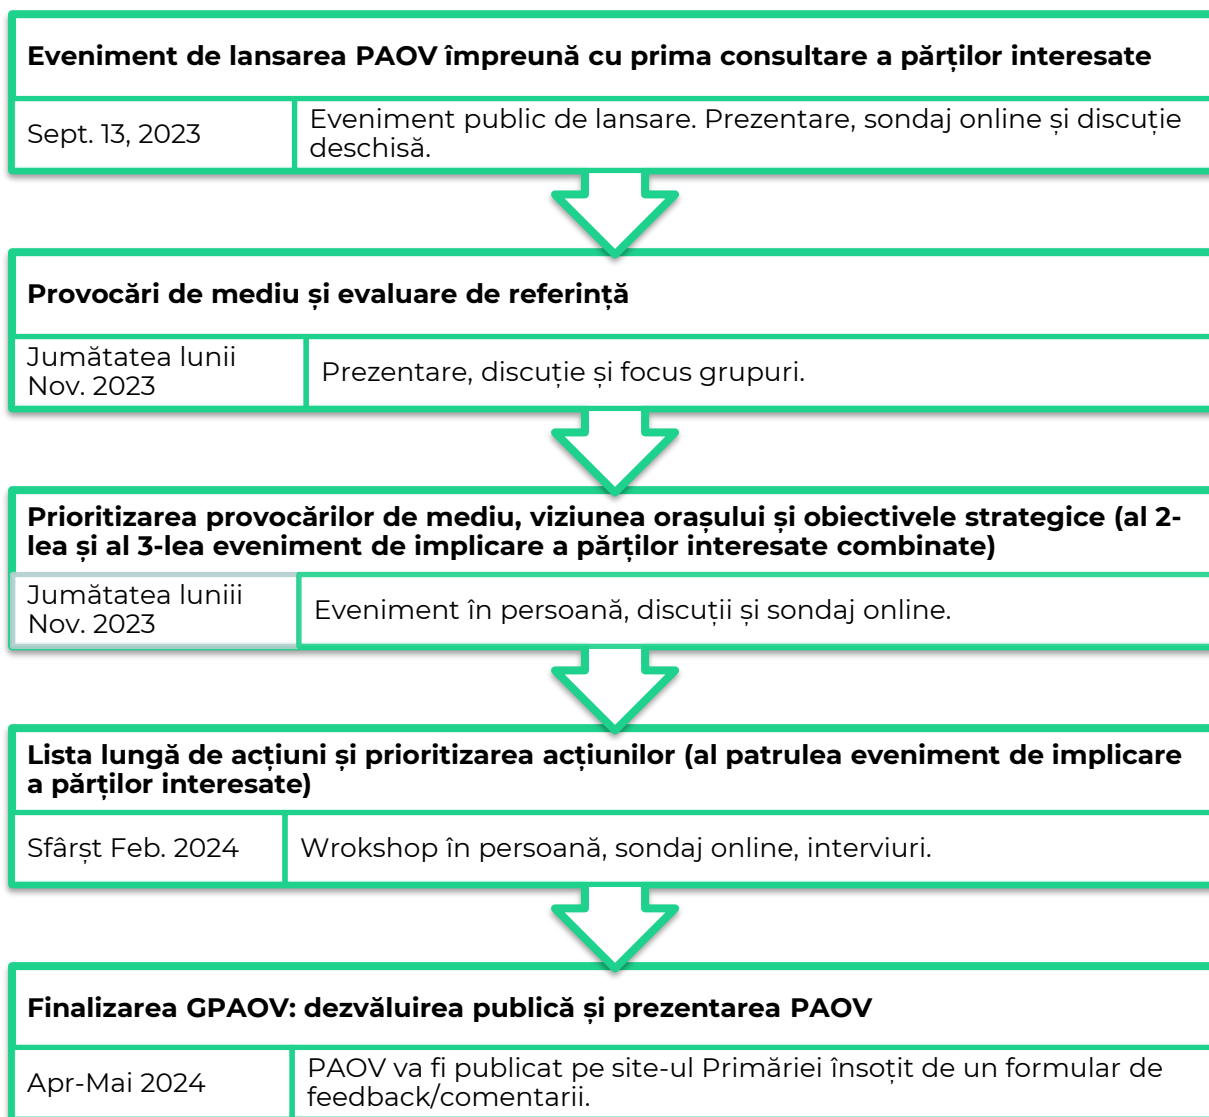 Eveniment de lansarea PAOV împreună cu prima consultare a părților interesate
Sept. 13, 2023
Eveniment public de lansare. Prezentare, sondaj online și discuție
deschisă.
Provocări de mediu și evaluare de referință
Jumătatea lunii
Nov. 2023
Prezentare, discuție și focus grupuri.
Prioritizarea provocărilor de mediu, viziunea orașului și obiectivele strategice (al 2-
lea și al 3-lea eveniment de implicare a părților interesate combinate)
Jumătatea luniii
Nov. 2023
Eveniment în persoană, discuții și sondaj online.
Lista lungă de acțiuni și prioritizarea acțiunilor (al patrulea eveniment de implicare
a părților interesate)
Sfârșt Feb. 2024
Wrokshop în persoană, sondaj online, interviuri.
Finalizarea GPAOV: dezvăluirea publică și prezentarea PAOV
Apr-Mai 2024
PAOV va fi publicat pe site-ul Primăriei însoțit de un formular de
feedback/comentarii.